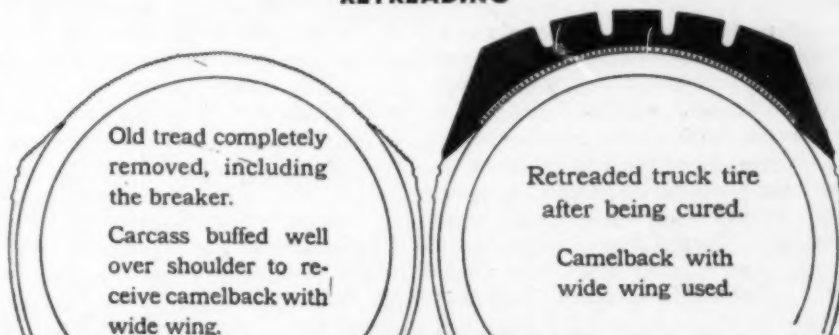 RETREADING
Old tread completely
removed, including
the breaker.
Carcass buffed well
over shoulder to re-
ceive camelback with
wide wing.
Retreaded truck tire
after being cured.
Camelback with
wide wing used.